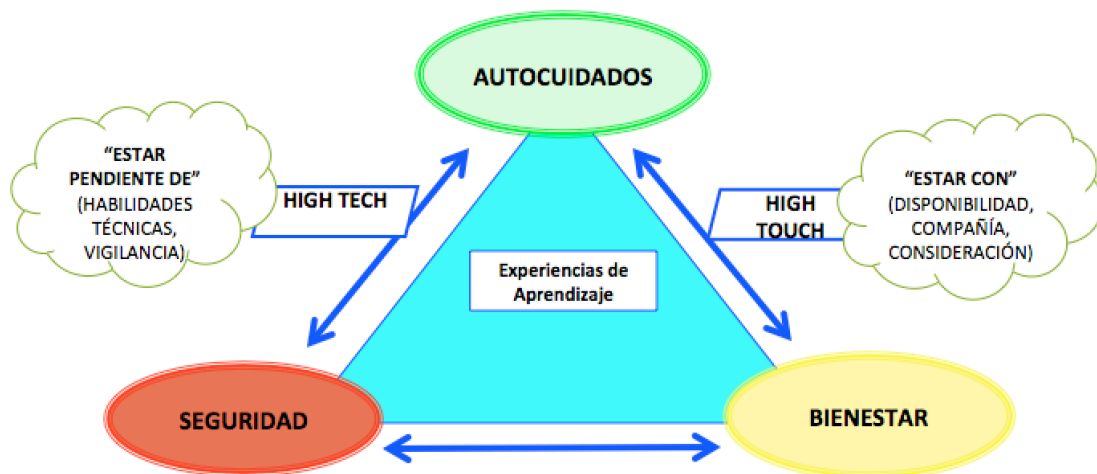 AUTOCUIDADOS
“ESTAR
PENDIENTE DE”
(HABILIDADES
TÉCNICAS,
VIGILANCIA)
HIGH TECH
HIGH
TOUCH
“ESTAR CON”
(DISPONIBILIDAD,
COMPAÑÍA,
CONSIDERACIÓN)
Experiencias de
Aprendizaje
SEGURIDAD
BIENESTAR